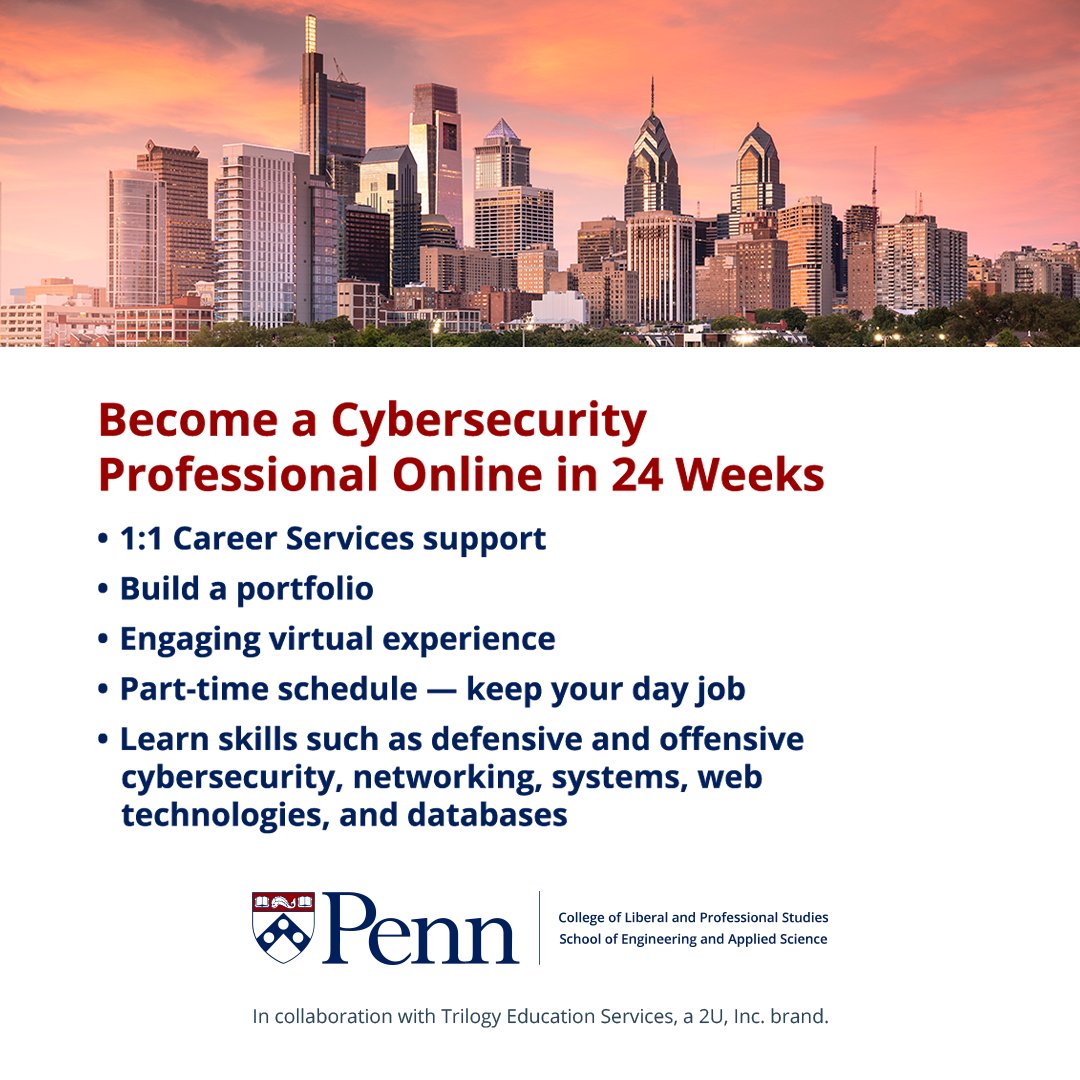 Become a Cybersecurity
Professional Online in 24 Weeks
• 1:1 Career Services support
• Build a portfolio
• Engaging virtual experience
• Part-time schedule — keep your day job
• Learn skills such as defensive and offensive
cybersecurity, networking, systems, web
technologies, and databases
Penn
College of Liberal and Professional Studies
School of Engineering and Applied Science
In collaboration with Trilogy Education Services, a 2U, Inc. brand.